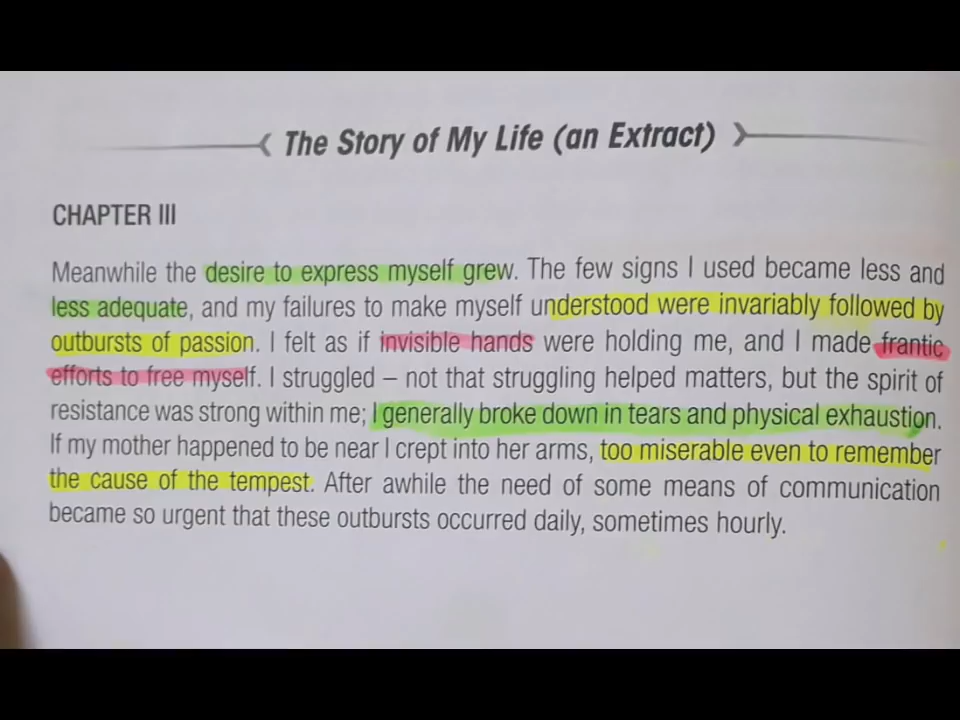 The Story of My Life (an Extract)
CHAPTER III
Meanwhile the desire to express myself grew. The few signs I used became less and
less adequate, and my failures to make myself understood were invariably followed by
outbursts of passion. I felt as if invisible hands were holding me, and I made frantic
efforts to free myself. I struggled – not that struggling helped matters, but the spirit of
resistance was strong within me; I generally broke down in tears and physical exhaustion.
If my mother happened to be near I crept into her arms, too miserable even to remember
the cause of the tempest. After awhile the need of some means of communication
became so urgent that these outbursts occurred daily, sometimes hourly.